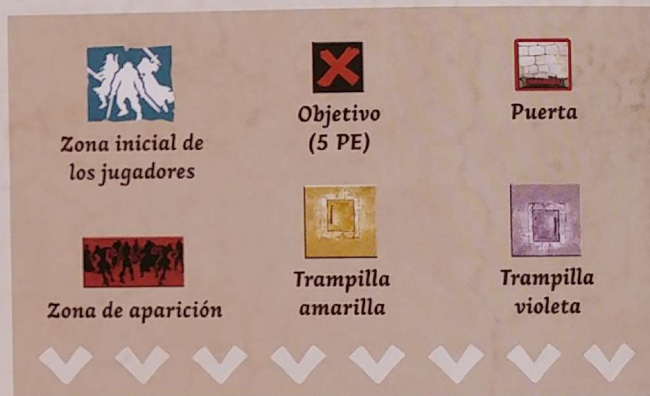 Zona inicial de
los jugadores
Objetivo
(5 PE)
Puerta
Zona de aparición
Trampilla
amarilla
Trampilla
violeta